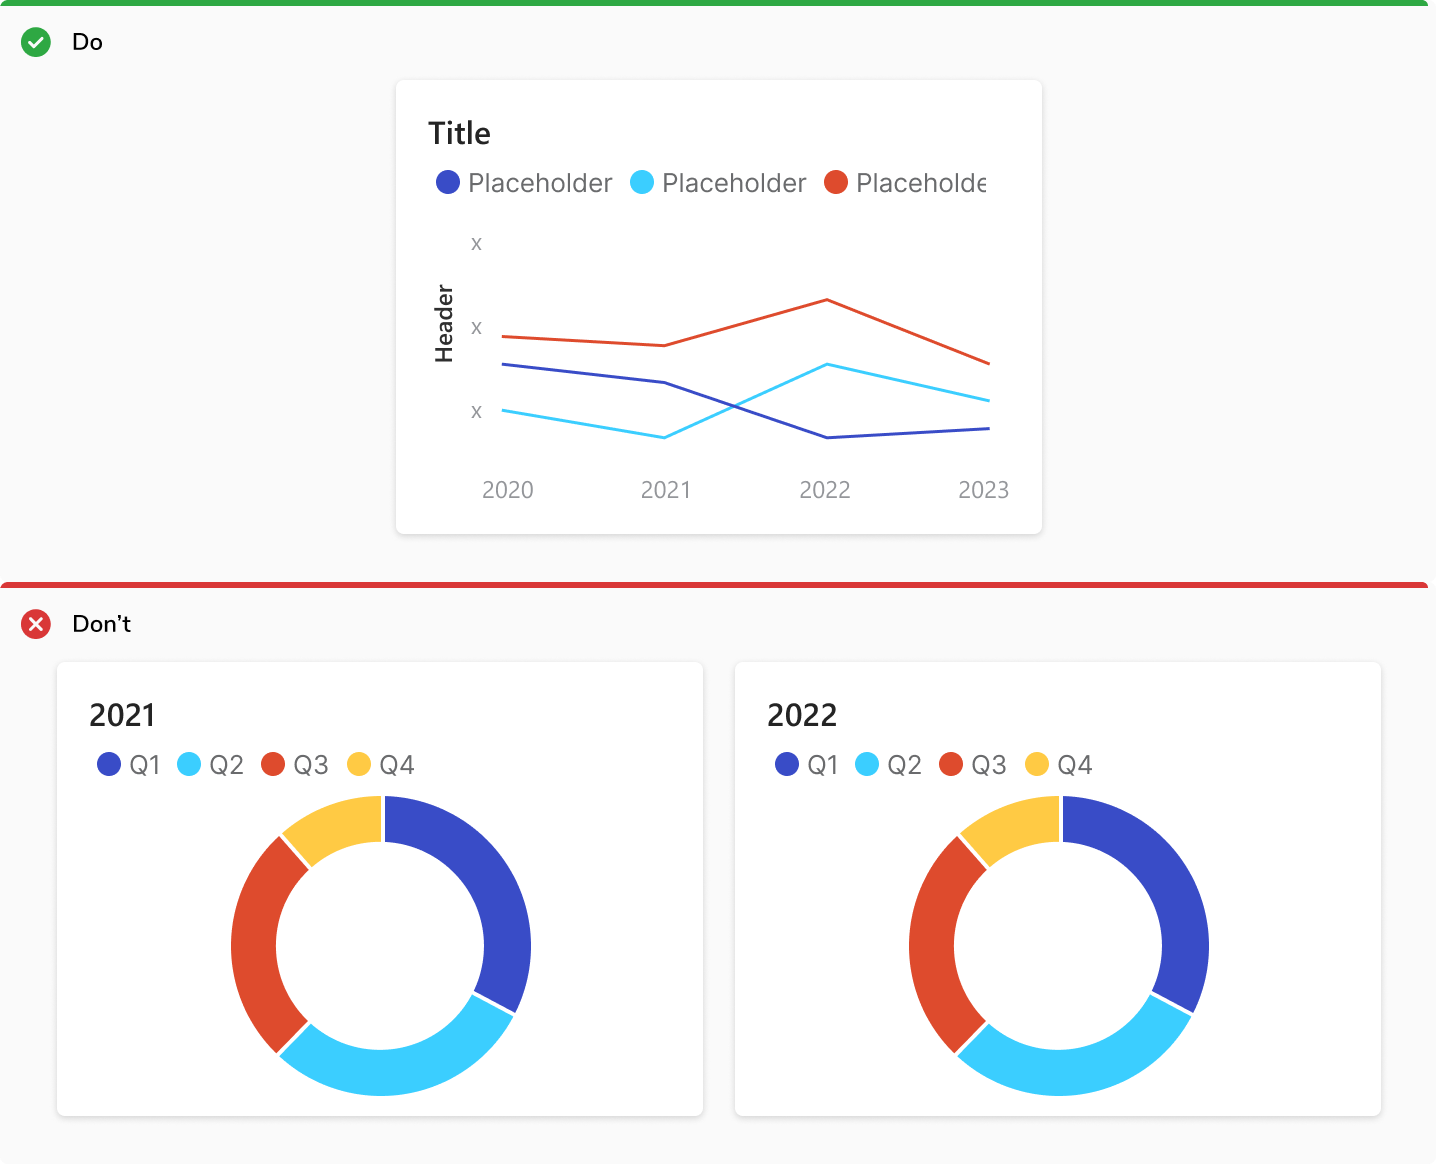 Do
Title
Placeholder Placeholder Placeholde
x
Header
x
x
2020 2021 2022 2023
Don’t
2021
Q1 Q2 Q3 Q4
2022
Q1 Q2 Q3 Q4